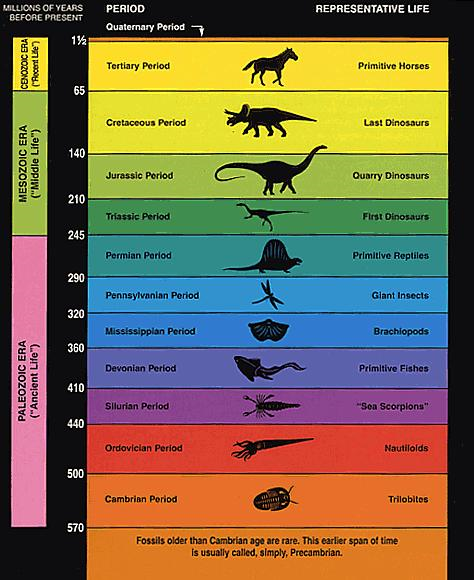 MILLIONS OF YEARS
BEFORE PRESENT
PERIOD
REPRESENTATIVE LIFE
Quaternary Period
1½
CENOZOIC ERA
("Recent Life")
Tertiary Period
Primitive Horses
65
MESOZOIC ERA
("Middle Life")
Cretaceous Period
Last Dinosaurs
140
Jurassic Period
Quarry Dinosaurs
210
Triassic Period
First Dinosaurs
245
PALEOZOIC ERA
("Ancient Life")
Permian Period
Primitive Reptiles
290
Pennsylvanian Period
Giant Insects
320
Mississippian Period
Brachiopods
360
Devonian Period
Primitive Fishes
410
Silurian Period
"Sea Scorpions"
440
Ordovician Period
Nautiloids
500
Cambrian Period
Trilobites
570
Fossils older than Cambrian age are rare. This earlier span of time
is usually called, simply, Precambrian.